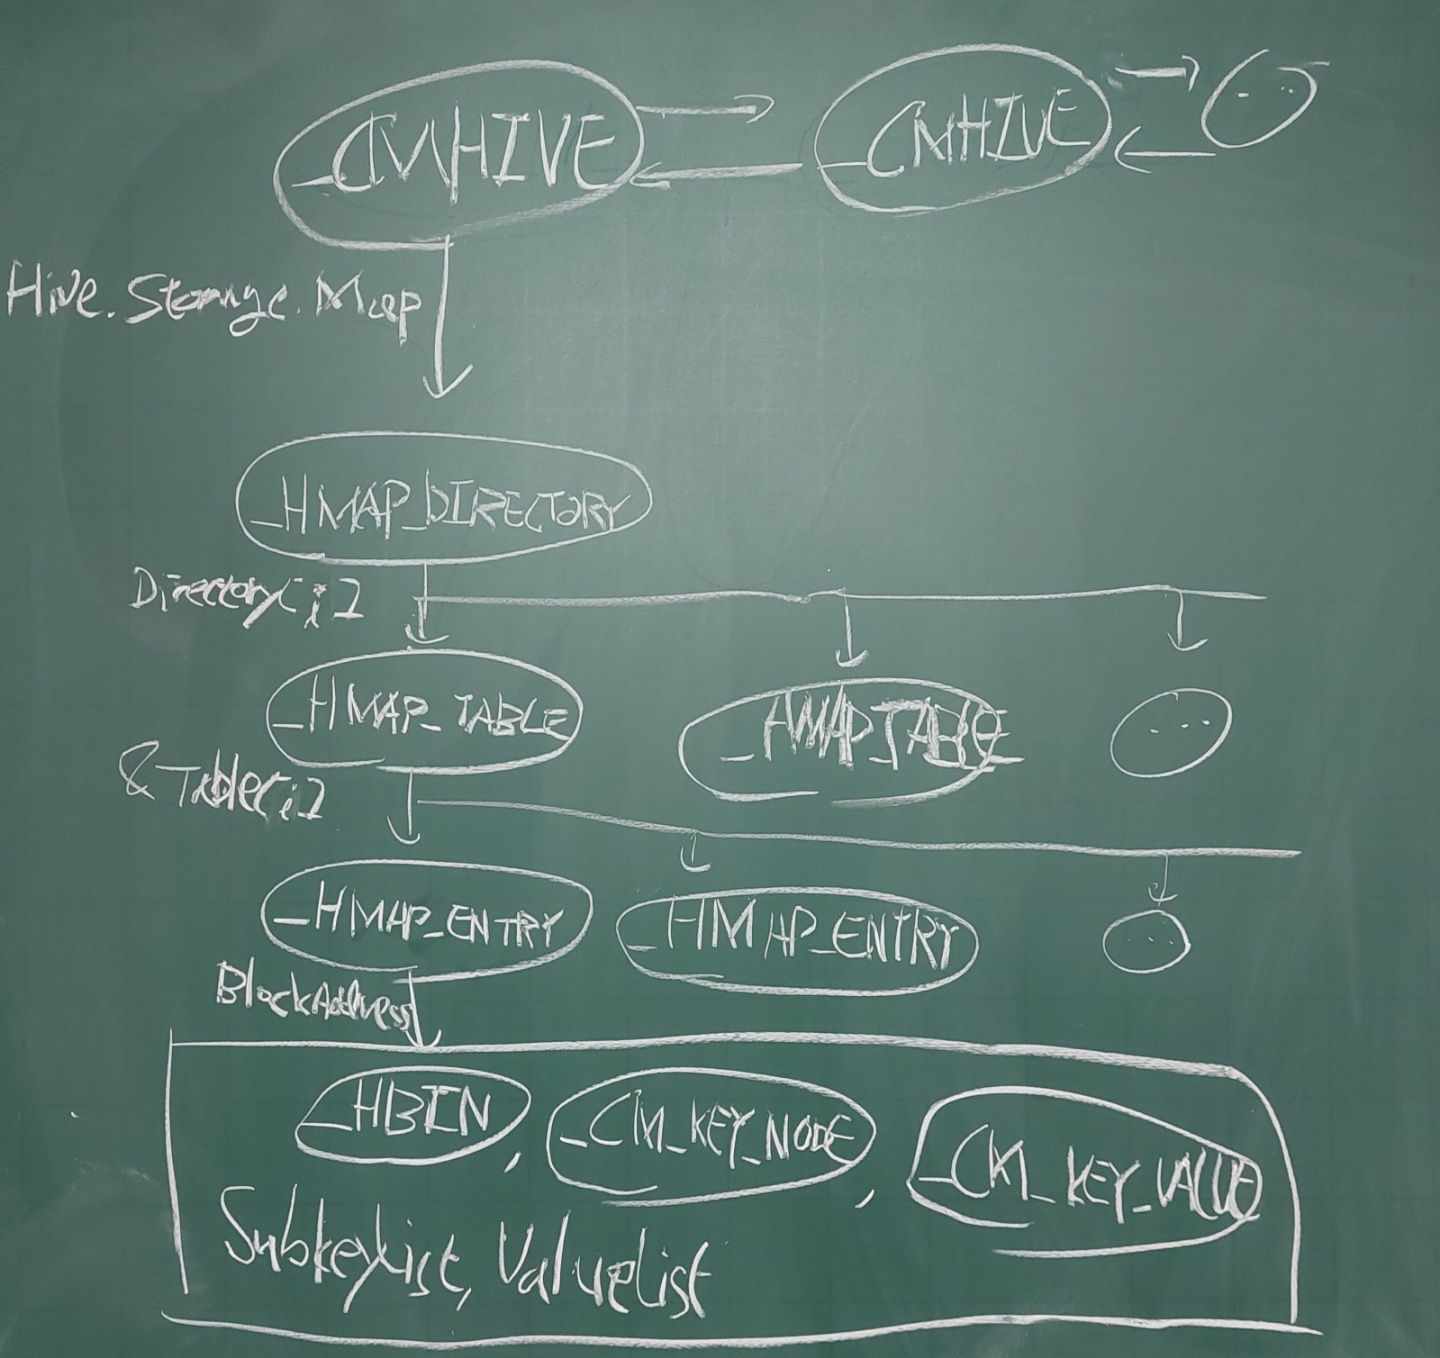 _CMHIVE _CMHIVE ..
Hive.Storage.Map
_HMAP_DIRECTORY
Directory[i]
_HMAP_TABLE _HMAP_TABLE ...
&Table[i]
_HMAP_ENTRY _HMAP_ENTRY ...
BlockAddress
_HBIN, _CM_KEY_NODE, _CM_KEY_VALUE
SubkeyList, ValueList